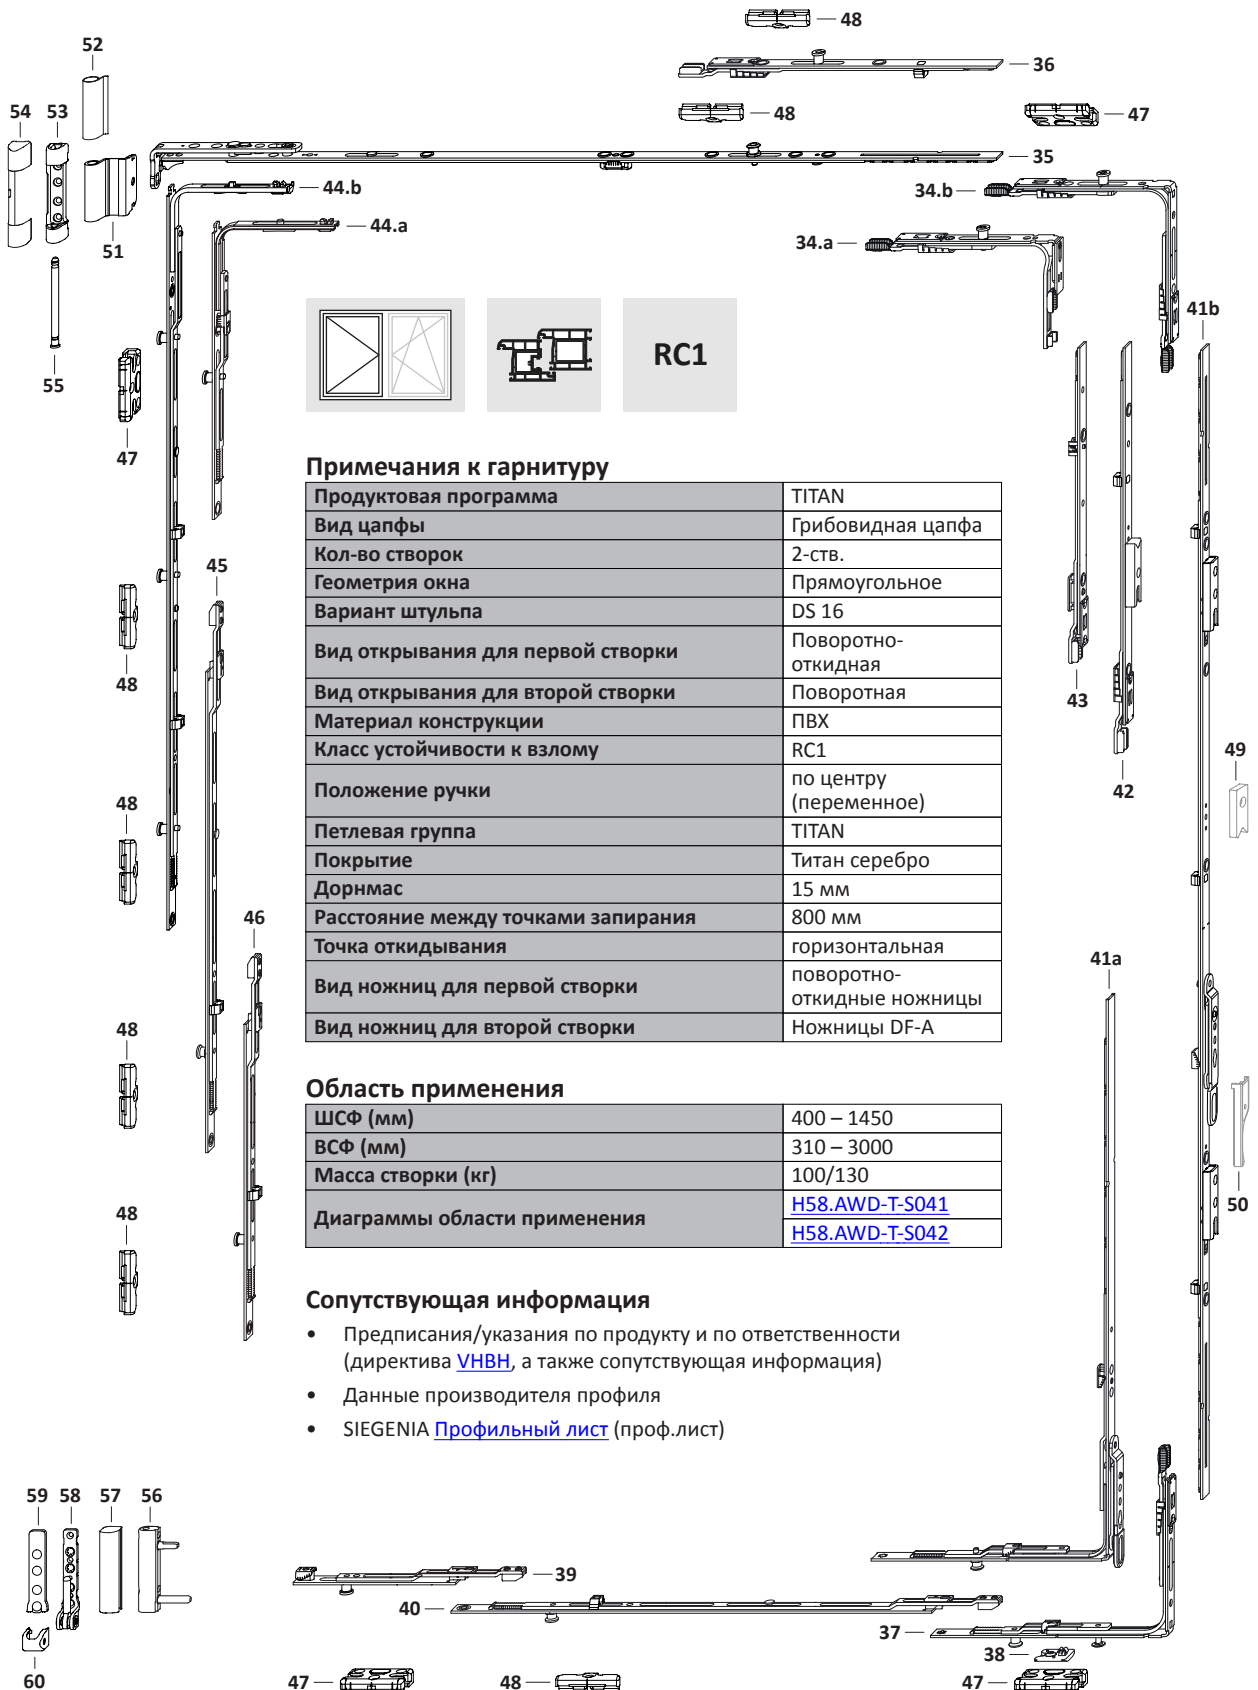 48
52
36
54 53
48
47
35
44.b
34.b
44.a
34.a
51
41b
RC1
55
47
Примечания к гарнитуру
Продуктовая программа TITAN
Вид цапфы Грибовидная цапфа
Кол-во створок 2-ств.
Геометрия окна Прямоугольное
Вариант штульпа DS 16
Вид открывания для первой створки Поворотно-
откидная
Вид открывания для второй створки Поворотная
Материал конструкции ПВХ
Класс устойчивости к взлому RC1
Положение ручки по центру
(переменное)
Петлевая группа TITAN
Покрытие Титан серебро
Дорнмас 15 мм
Расстояние между точками запирания 800 мм
Точка откидывания горизонтальная
Вид ножниц для первой створки поворотно-
откидные ножницы
Вид ножниц для второй створки Ножницы DF-A
45
48
43
49
42
48
46
41a
48
Область применения
ШСФ (мм) 400 – 1450
ВСФ (мм) 310 – 3000
Масса створки (кг) 100/130
Диаграммы области применения H58.AWD-T-S041
H58.AWD-T-S042
50
48
Сопутствующая информация
• Предписания/указания по продукту и по ответственности
(директива VHBH, а также сопутствующая информация)
• Данные производителя профиля
• SIEGENIA Профильный лист (проф.лист)
59 58 57 56
39
40
37
38
60
47
48
47